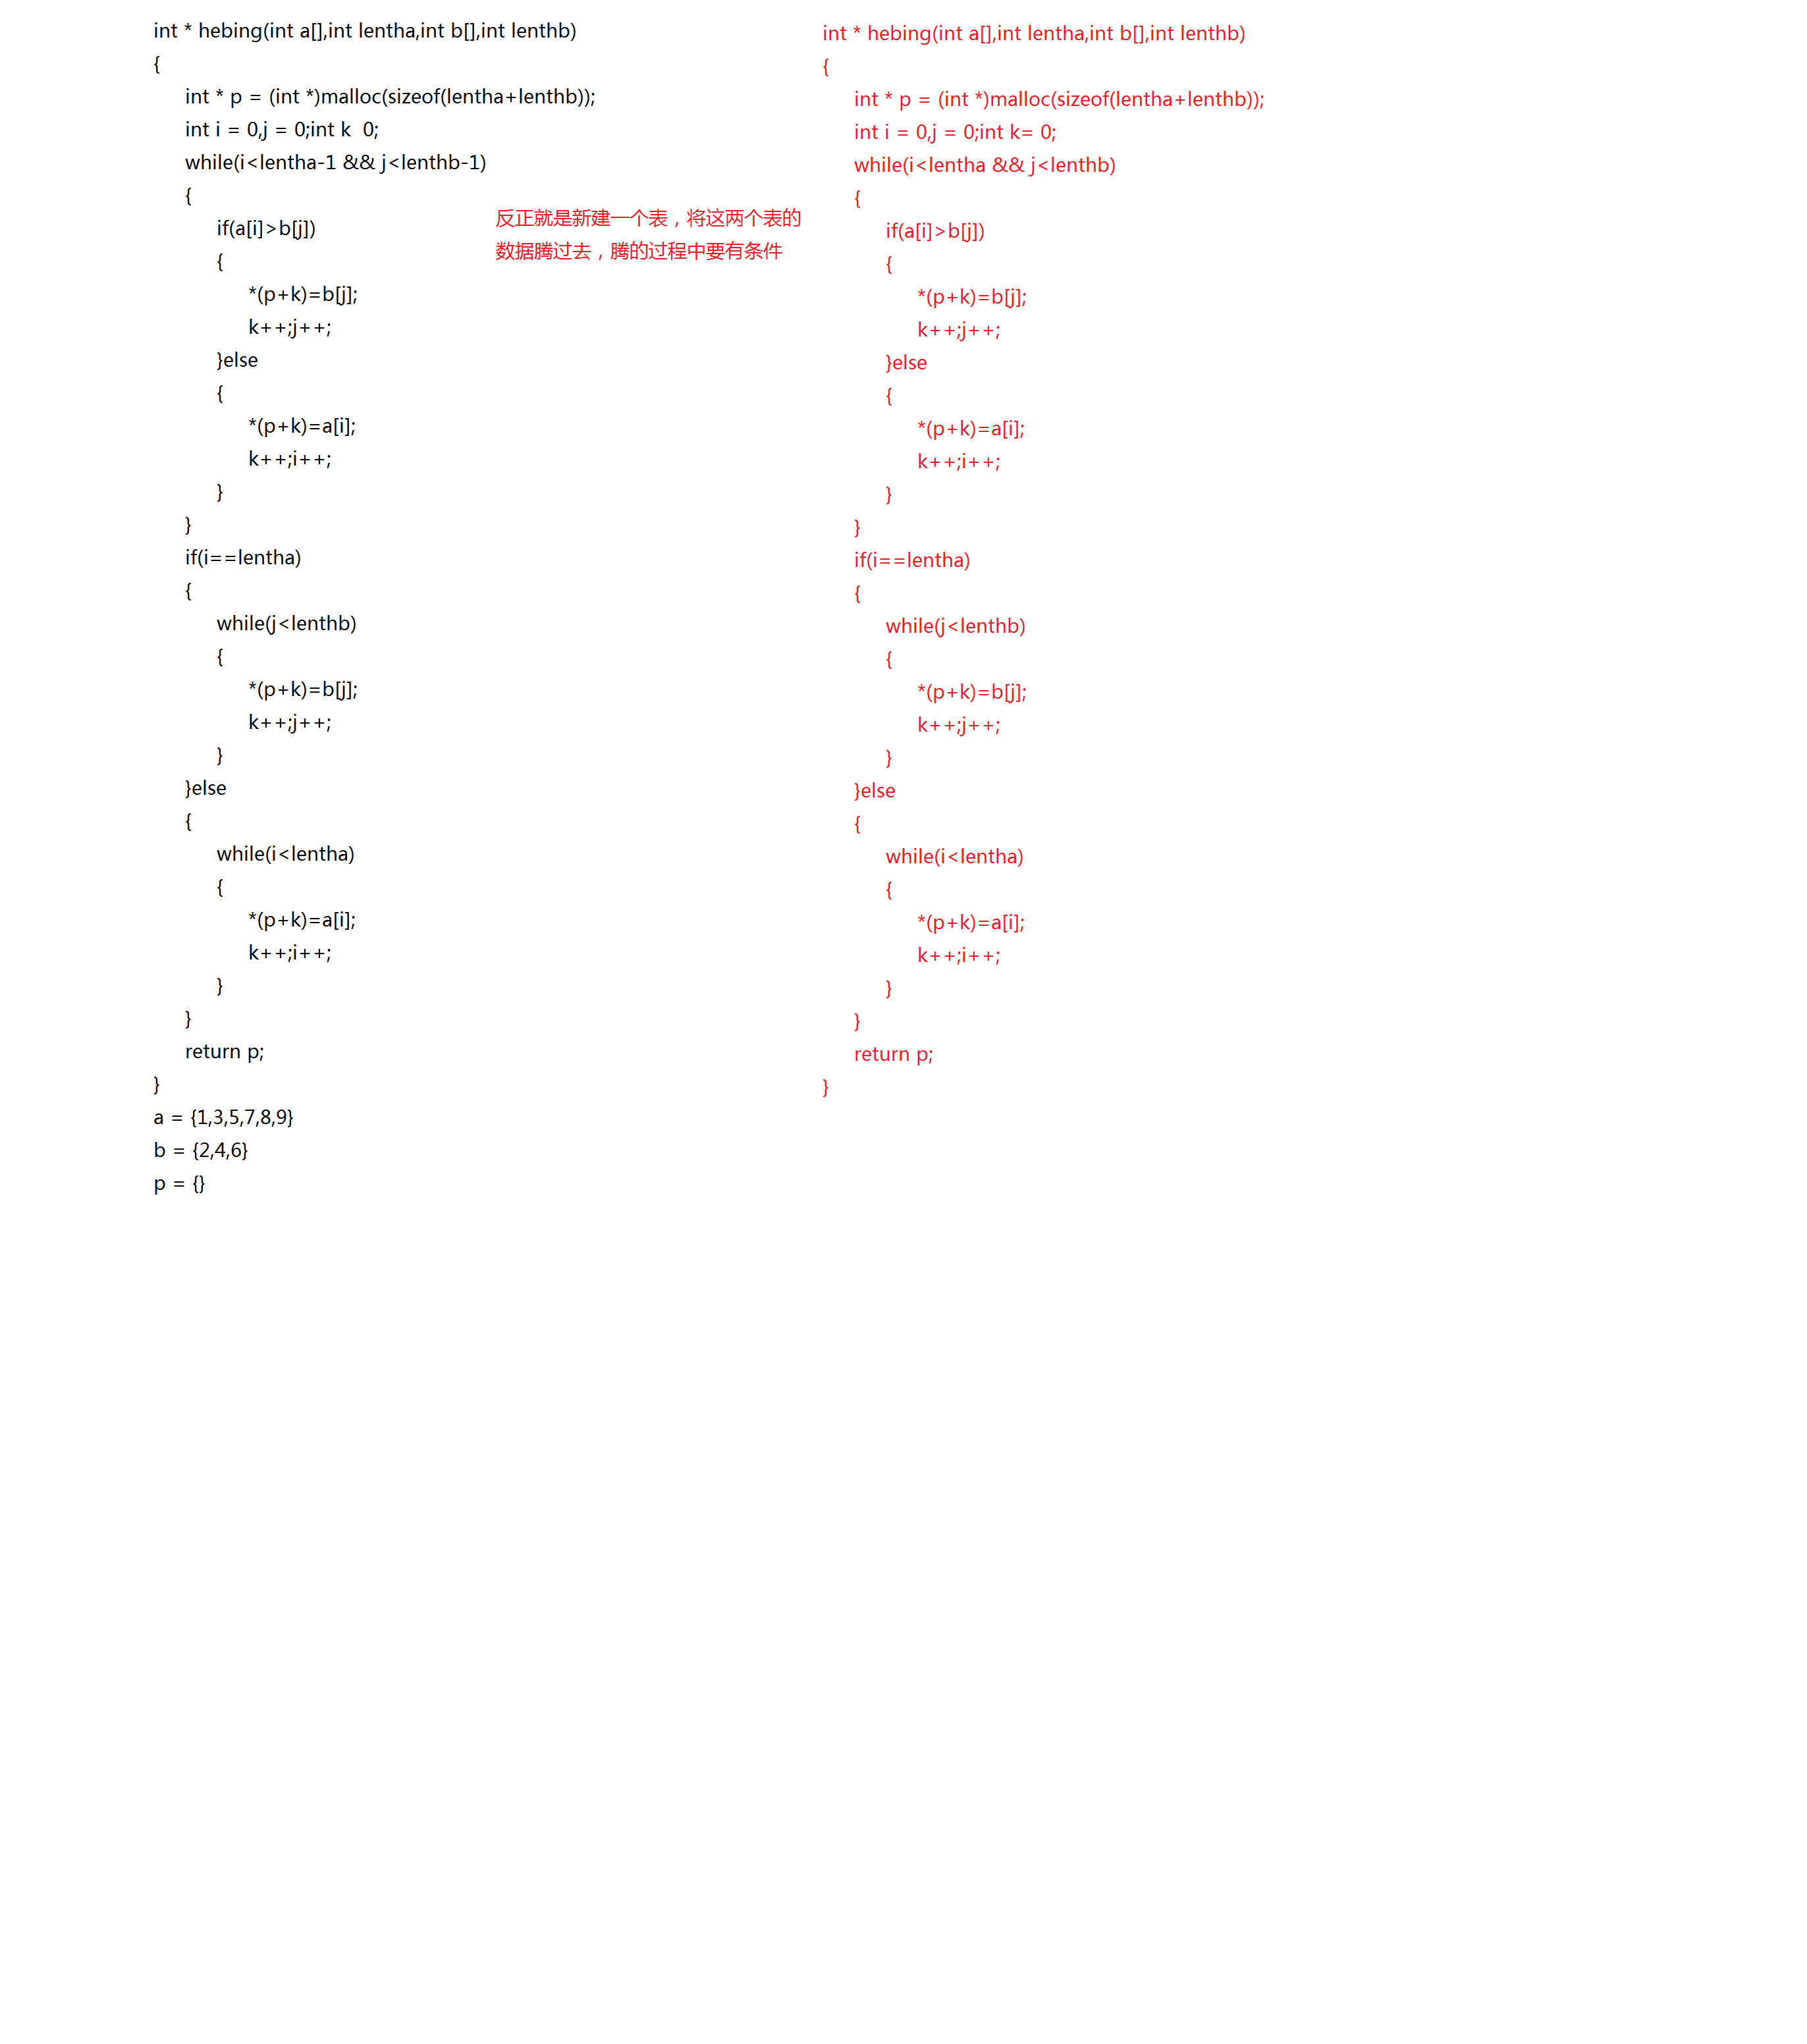 int * hebing(int a[],int lentha,int b[],int lenthb)
{
int * p = (int *)malloc(sizeof(lentha+lenthb));
int i = 0,j = 0;int k  0;
while(i<lentha-1 && j<lenthb-1)
{
if(a[i]>b[j])
{
*(p+k)=b[j];
k++;j++;
}else
{
*(p+k)=a[i];
k++;i++;
}
}
if(i==lentha)
{
while(j<lenthb)
{
*(p+k)=b[j];
k++;j++;
}
}else
{
while(i<lentha)
{
*(p+k)=a[i];
k++;i++;
}
}
return p;
}
a = {1,3,5,7,8,9}
b = {2,4,6}
p = {}
反正就是新建一个表，将这两个表的
数据腾过去，腾的过程中要有条件
int * hebing(int a[],int lentha,int b[],int lenthb)
{
int * p = (int *)malloc(sizeof(lentha+lenthb));
int i = 0,j = 0;int k= 0;
while(i<lentha && j<lenthb)
{
if(a[i]>b[j])
{
*(p+k)=b[j];
k++;j++;
}else
{
*(p+k)=a[i];
k++;i++;
}
}
if(i==lentha)
{
while(j<lenthb)
{
*(p+k)=b[j];
k++;j++;
}
}else
{
while(i<lentha)
{
*(p+k)=a[i];
k++;i++;
}
}
return p;
}